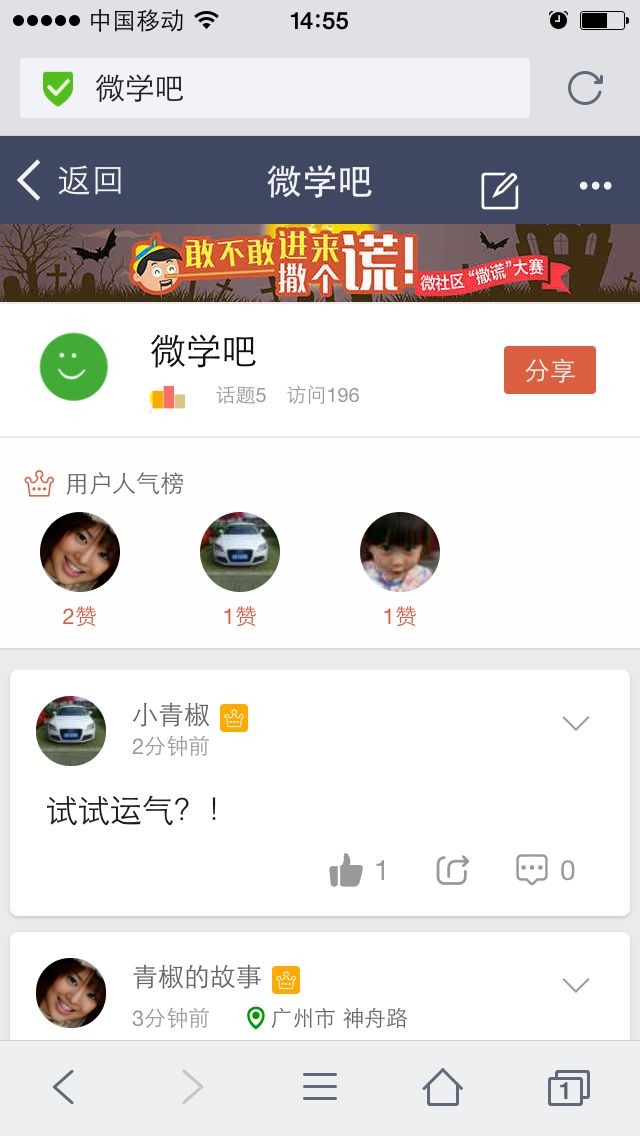 中国移动 14:55
微学吧
返回 微学吧
敢不敢进来
撒个谎!
微社区“撒谎”大赛
微学吧
话题5 访问196
分享
用户人气榜
2赞 1赞 1赞
小青椒
2分钟前
试试运气？！
1 0
青椒的故事
3分钟前 广州市 神舟路
1